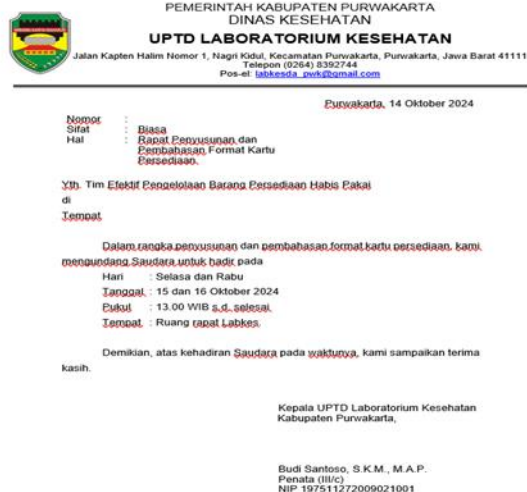 PEMERINTAH KABUPATEN PURWAKARTA
DINAS KESEHATAN
UPTD LABORATORIUM KESEHATAN
Jalan Kapten Halim Nomor 1, Nagri Kidul, Kecamatan Purwakarta, Purwakarta, Jawa Barat 41111
Telepon (0264) 8392744
Pos-el: labkesda_pwk@gmail.com
Purwakarta, 14 Oktober 2024
Nomor :
Sifat : Biasa
Hal : Rapat Penyusunan dan
Pembahasan Format Kartu
Persediaan.
Yth. Tim Efektif Pengelolaan Barang Persediaan Habis Pakai
di
Tempat
Dalam rangka penyusunan dan pembahasan format kartu persediaan, kami
mengundang Saudara untuk hadir pada
Hari : Selasa dan Rabu
Tanggal : 15 dan 16 Oktober 2024
Pukul : 13.00 WIB s.d. selesai
Tempat : Ruang rapat Labkes
Demikian, atas kehadiran Saudara pada waktunya, kami sampaikan terima
kasih.
Kepala UPTD Laboratorium Kesehatan
Kabupaten Purwakarta,
Budi Santoso, S.K.M., M.A.P.
Penata (III/c)
NIP 197511272009021001